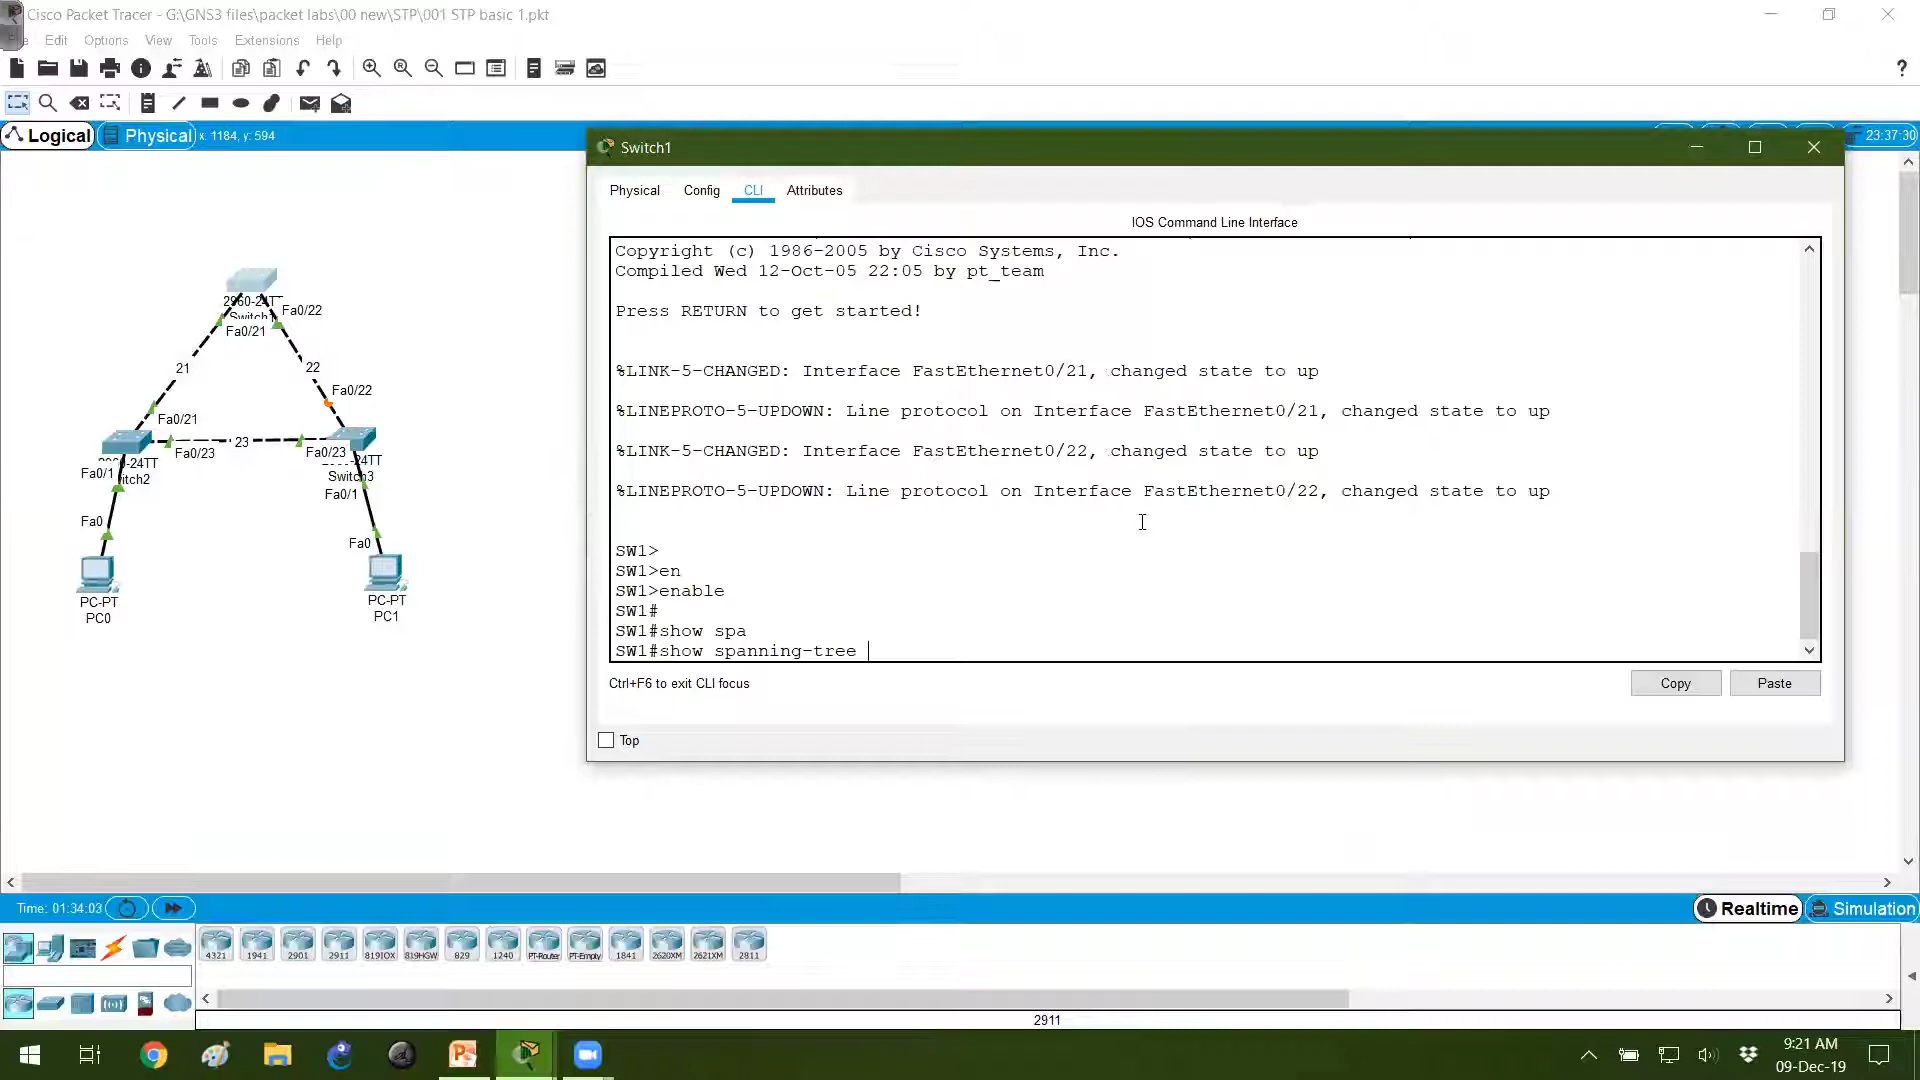 Cisco Packet Tracer - G:\GNS3 files\packet labs\00 new\STP\001 STP basic 1.pkt
Edit Options View Tools Extensions Help
?
Logical Physical x: 1184, y: 594
23:37:30
Switch1
Physical Config CLI Attributes
IOS Command Line Interface
Copyright (c) 1986-2005 by Cisco Systems, Inc.
Compiled Wed 12-Oct-05 22:05 by pt_team
Press RETURN to get started!
%LINK-5-CHANGED: Interface FastEthernet0/21, changed state to up
%LINEPROTO-5-UPDOWN: Line protocol on Interface FastEthernet0/21, changed state to up
%LINK-5-CHANGED: Interface FastEthernet0/22, changed state to up
%LINEPROTO-5-UPDOWN: Line protocol on Interface FastEthernet0/22, changed state to up
SW1>
SW1>en
SW1>enable
SW1#
SW1#show spa
SW1#show spanning-tree
Ctrl+F6 to exit CLI focus
Copy Paste
Top
2960-24TT
Switch1
Fa0/22
Fa0/21
21
22
Fa0/22
Fa0/21
23
Fa0/23
Fa0/23
Fa0/1
-24TT
itch2
-24TT
Switch3
Fa0/1
Fa0
Fa0
PC-PT
PC0
PC-PT
PC1
Time: 01:34:03
Realtime Simulation
4321 1941 2901 2911 819IOX 819HGW 829 1240 PT-Router PT-Empty 1841 2620XM 2621XM 2811
2911
9:21 AM
09-Dec-19